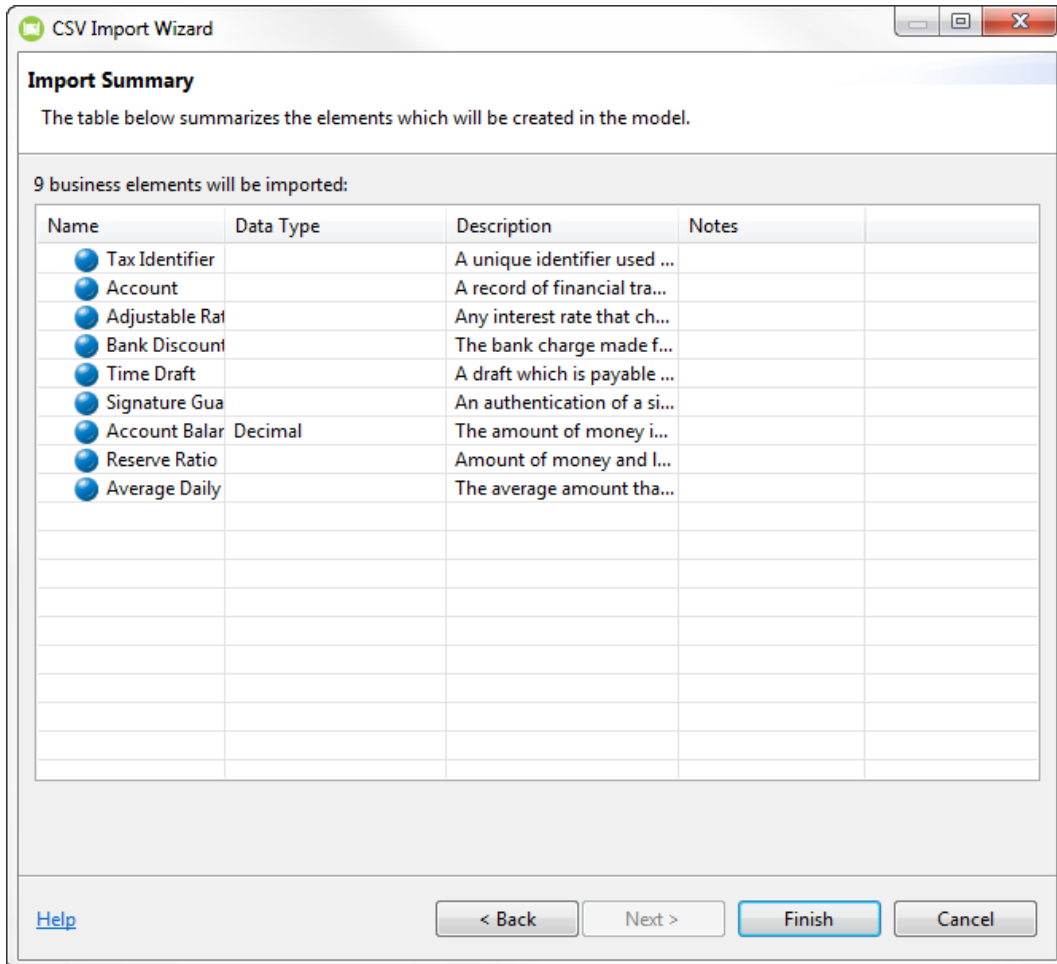 CSV Import Wizard
Import Summary
The table below summarizes the elements which will be created in the model.
9 business elements will be imported:
Name Data Type Description Notes
Tax Identifier A unique identifier used ...
Account A record of financial tra...
Adjustable Rat Any interest rate that ch...
Bank Discount The bank charge made f...
Time Draft A draft which is payable ...
Signature Gua An authentication of a si...
Account Balan Decimal The amount of money i...
Reserve Ratio Amount of money and l...
Average Daily The average amount tha...
Help < Back Next > Finish Cancel